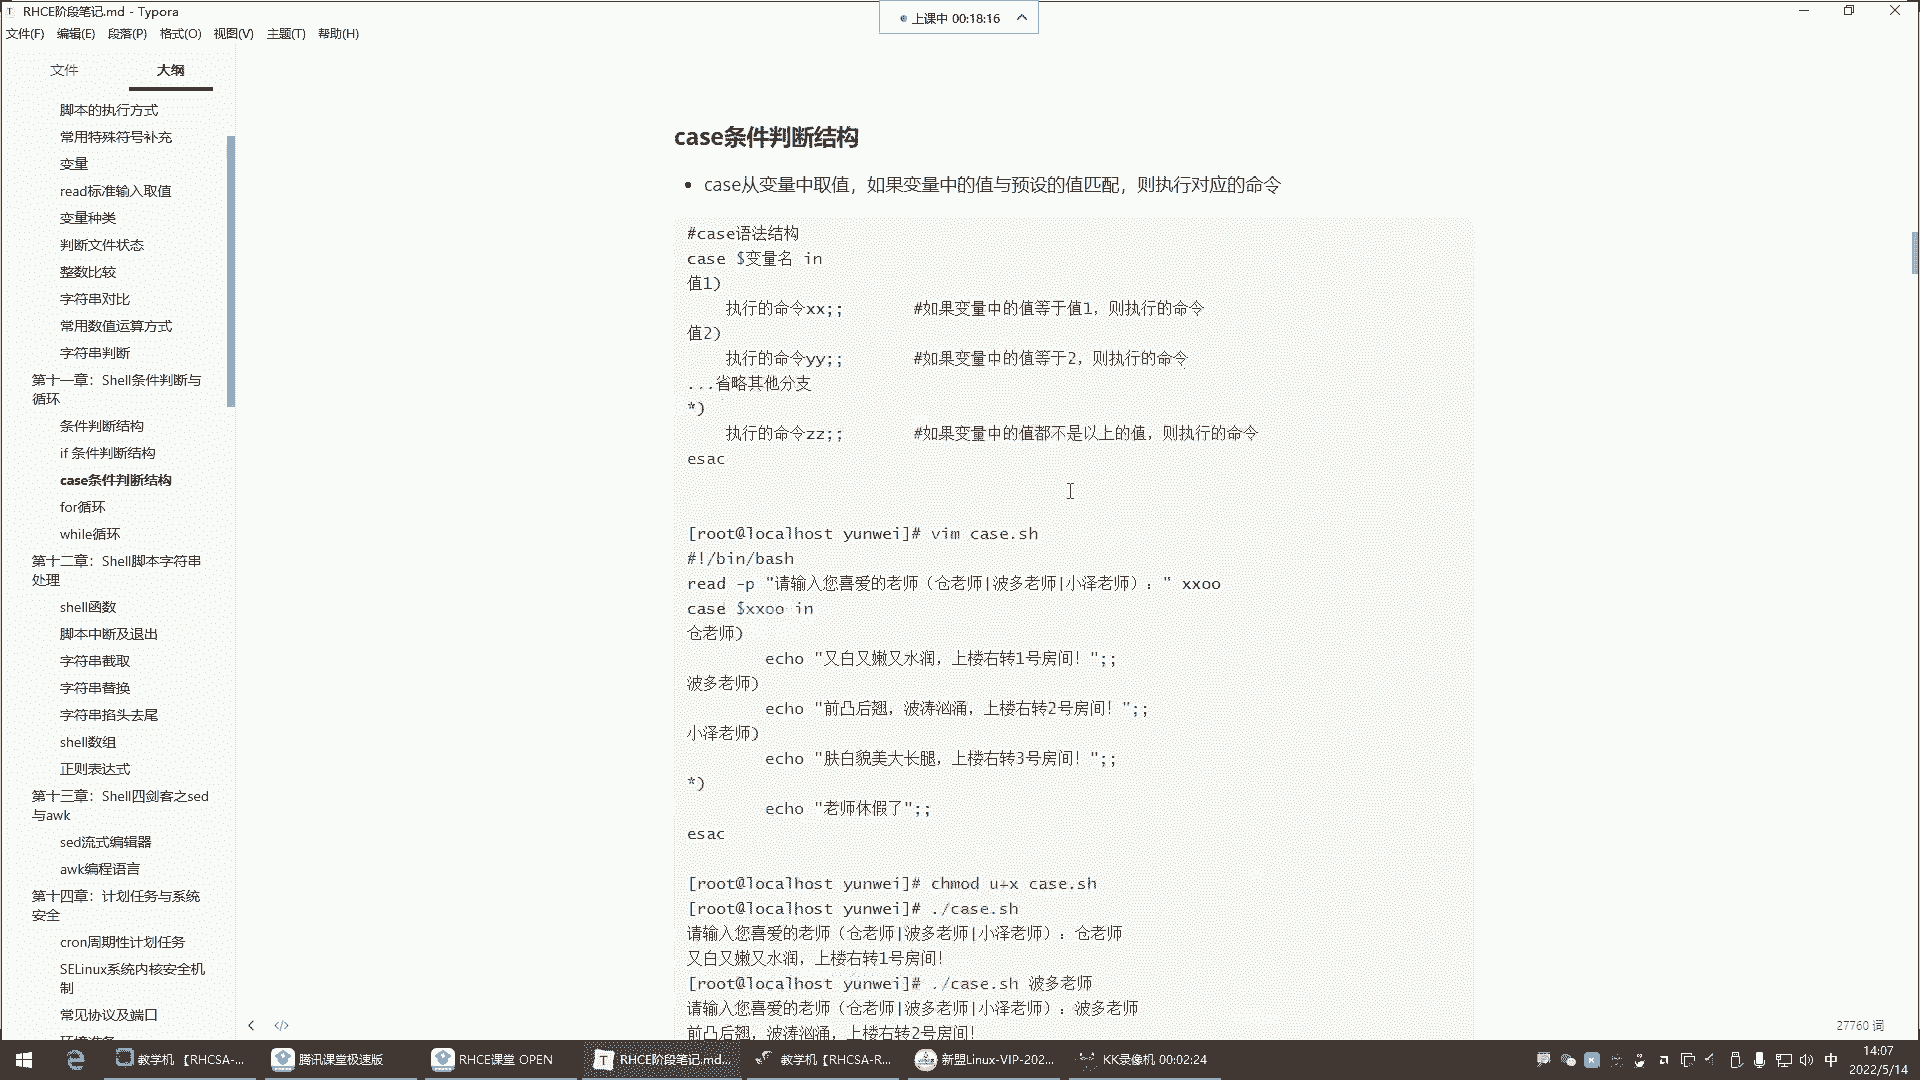 RHCE阶段笔记.md - Typora
上课中 00:18:16
文件(F) 编辑(E) 段落(P) 格式(O) 视图(V) 主题(T) 帮助(H)
文件 大纲
脚本的执行方式
常用特殊符号补充
变量
read标准输入取值
变量种类
判断文件状态
整数比较
字符串对比
常用数值运算方式
字符串判断
第十一章：Shell条件判断与
循环
条件判断结构
if 条件判断结构
case条件判断结构
for循环
while循环
第十二章：Shell脚本字符串
处理
shell函数
脚本中断及退出
字符串截取
字符串替换
字符串掐头去尾
shell数组
正则表达式
第十三章：Shell四剑客之sed
与awk
sed流式编辑器
awk编程语言
第十四章：计划任务与系统
安全
cron周期性计划任务
SELinux系统内核安全机
制
常见协议及端口
case条件判断结构
case从变量中取值，如果变量中的值与预设的值匹配，则执行对应的命令
#case语法结构
case $变量名 in
值1)
执行的命令xx;; #如果变量中的值等于值1，则执行的命令
值2)
执行的命令yy;; #如果变量中的值等于2，则执行的命令
...省略其他分支
*)
执行的命令zz;; #如果变量中的值都不是以上的值，则执行的命令
esac
[root@localhost yunwei]# vim case.sh
#!/bin/bash
read -p "请输入您喜爱的老师（仓老师|波多老师|小泽老师）：" xxoo
case $xxoo in
仓老师)
echo "又白又嫩又水润，上楼右转1号房间！";;
波多老师)
echo "前凸后翘，波涛汹涌，上楼右转2号房间！";;
小泽老师)
echo "肤白貌美大长腿，上楼右转3号房间！";;
*)
echo "老师休假了";;
esac
[root@localhost yunwei]# chmod u+x case.sh
[root@localhost yunwei]# ./case.sh
请输入您喜爱的老师（仓老师|波多老师|小泽老师）：仓老师
又白又嫩又水润，上楼右转1号房间！
[root@localhost yunwei]# ./case.sh 波多老师
请输入您喜爱的老师（仓老师|波多老师|小泽老师）：波多老师
前凸后翘，波涛汹涌，上楼右转2号房间！
27760 词
教学机 【RHCSA-... 腾讯课堂极速版 RHCE课堂 OPEN RHCE阶段笔记.md... 教学机【RHCSA-R... 新盟Linux-VIP-202... KK录像机 00:02:24 中 14:07
2022/5/14